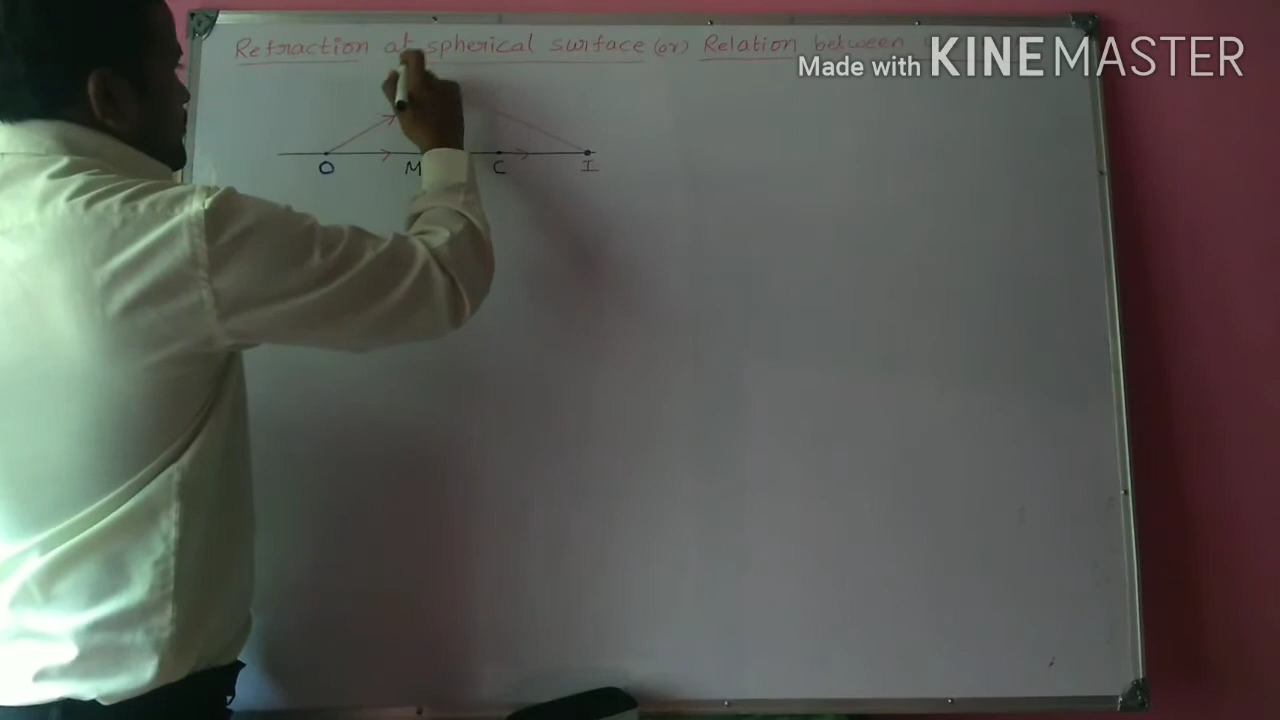 Refraction at spherical surface (or) Relation between
Made with KINEMASTER
O M C I